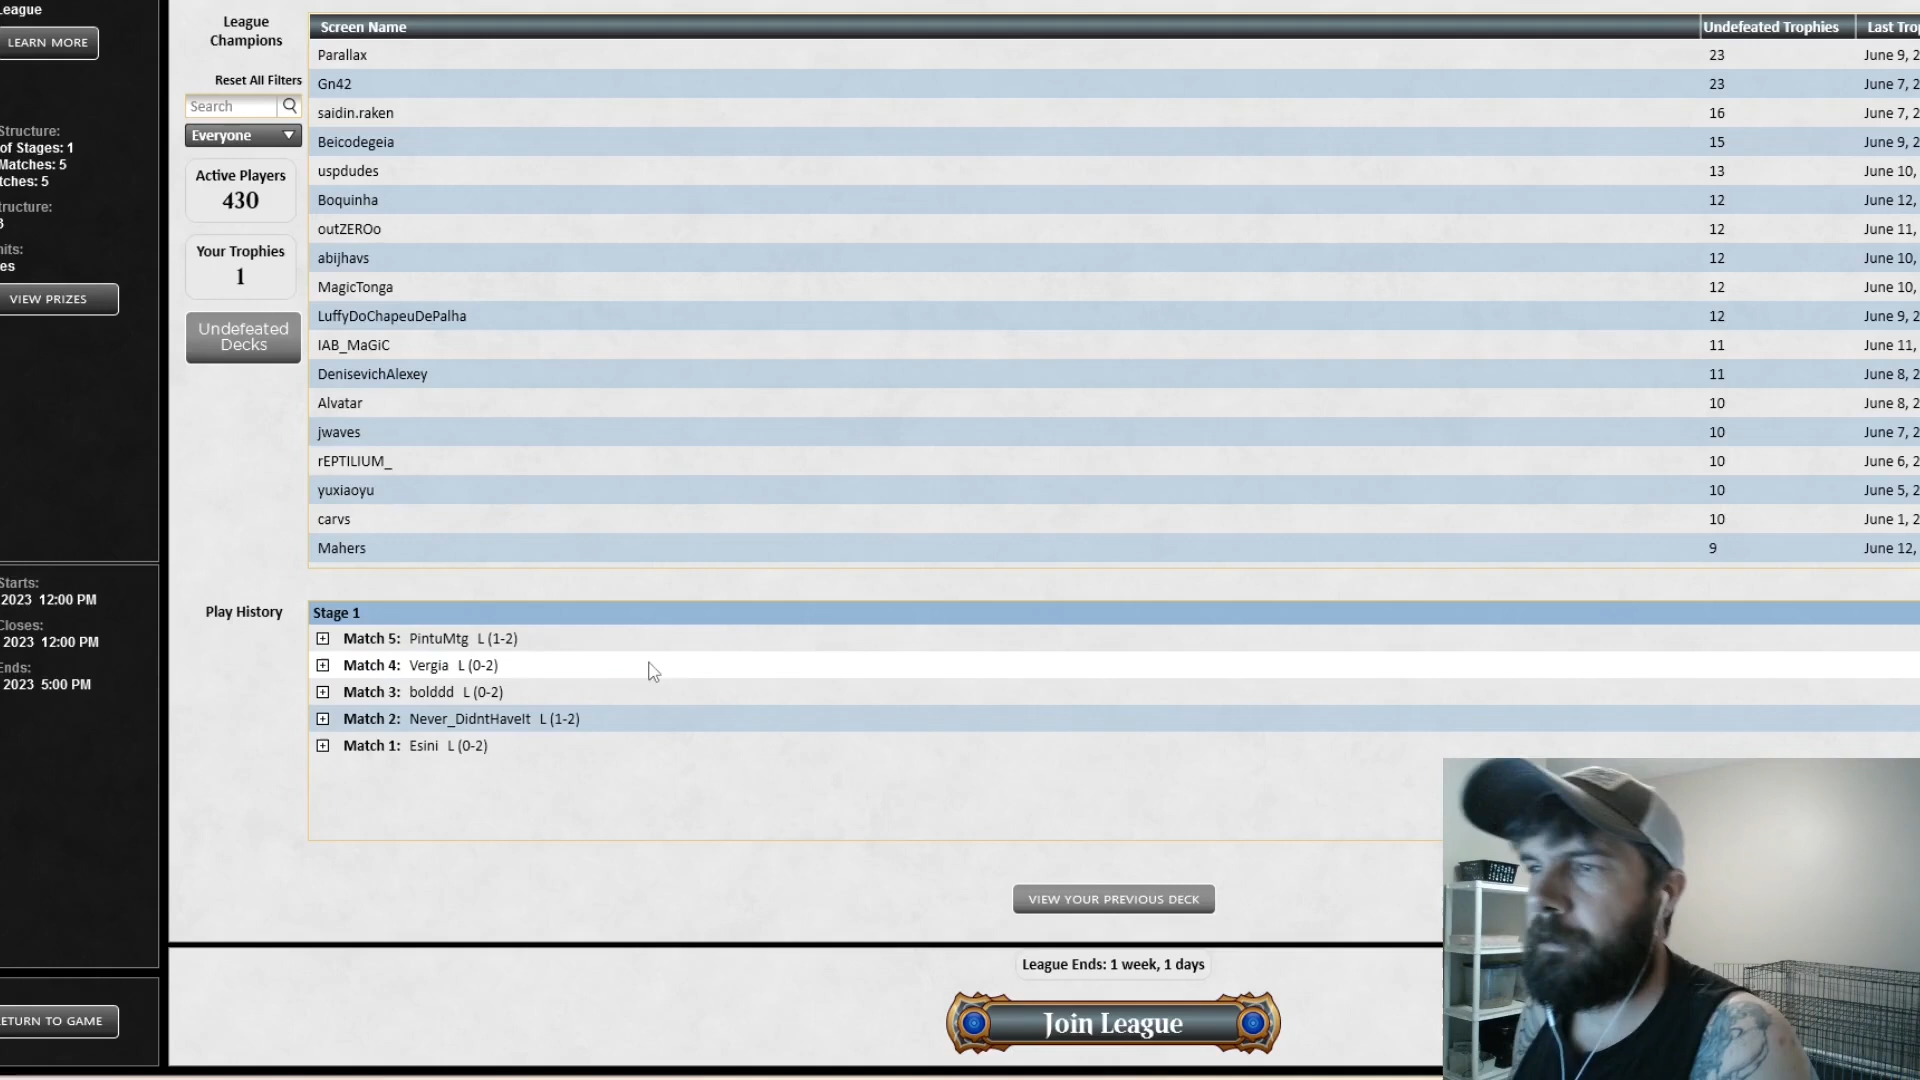 League
LEARN MORE
Structure:
of Stages: 1
Matches: 5
tches: 5
tructure:
3
nits:
es
VIEW PRIZES
Starts:
2023 12:00 PM
Closes:
2023 12:00 PM
Ends:
2023 5:00 PM
ETURN TO GAME
League
Champions
Reset All Filters
Search
Everyone
Active Players
430
Your Trophies
1
Undefeated
Decks
Screen Name Undefeated Trophies Last Tro
Parallax 23 June 9, 2
Gn42 23 June 7, 2
saidin.raken 16 June 7, 2
Beicodegeia 15 June 9, 2
uspdudes 13 June 10,
Boquinha 12 June 12,
outZEROo 12 June 11,
abijhavs 12 June 10,
MagicTonga 12 June 10,
LuffyDoChapeuDePalha 12 June 9, 2
IAB_MaGiC 11 June 11,
DenisevichAlexey 11 June 8, 2
Alvatar 10 June 8, 2
jwaves 10 June 7, 2
rEPTILIUM_ 10 June 6, 2
yuxiaoyu 10 June 5, 2
carvs 10 June 1, 2
Mahers 9 June 12,
Play History
Stage 1
Match 5: PintuMtg L (1-2)
Match 4: Vergia L (0-2)
Match 3: bolddd L (0-2)
Match 2: Never_DidntHaveIt L (1-2)
Match 1: Esini L (0-2)
VIEW YOUR PREVIOUS DECK
League Ends: 1 week, 1 days
Join League